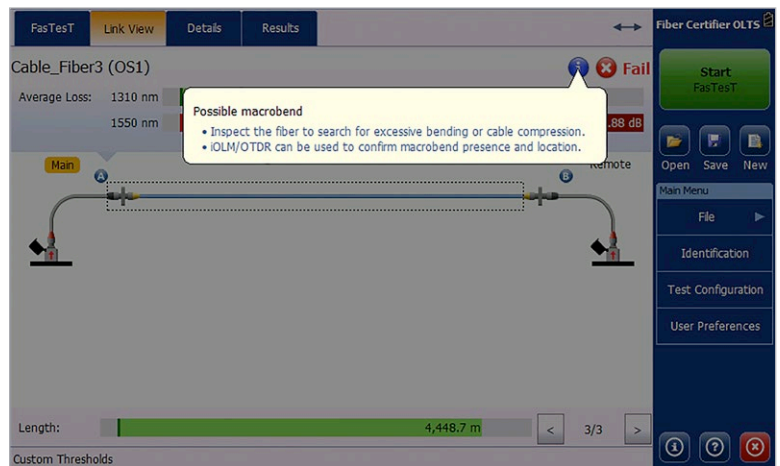 FasTesT
Link View
Details
Results
Fiber Certifier OLTS
Cable_Fiber3 (OS1)
Fail
Average Loss: 1310 nm
1550 nm
.88 dB
Possible macrobend
• Inspect the fiber to search for excessive bending or cable compression.
• iOLM/OTDR can be used to confirm macrobend presence and location.
Main
A
B
Start
FasTesT
Open Save New
Main Menu
File
Identification
Test Configuration
User Preferences
Length:
4,448.7 m
<
3/3
>
Custom Thresholds